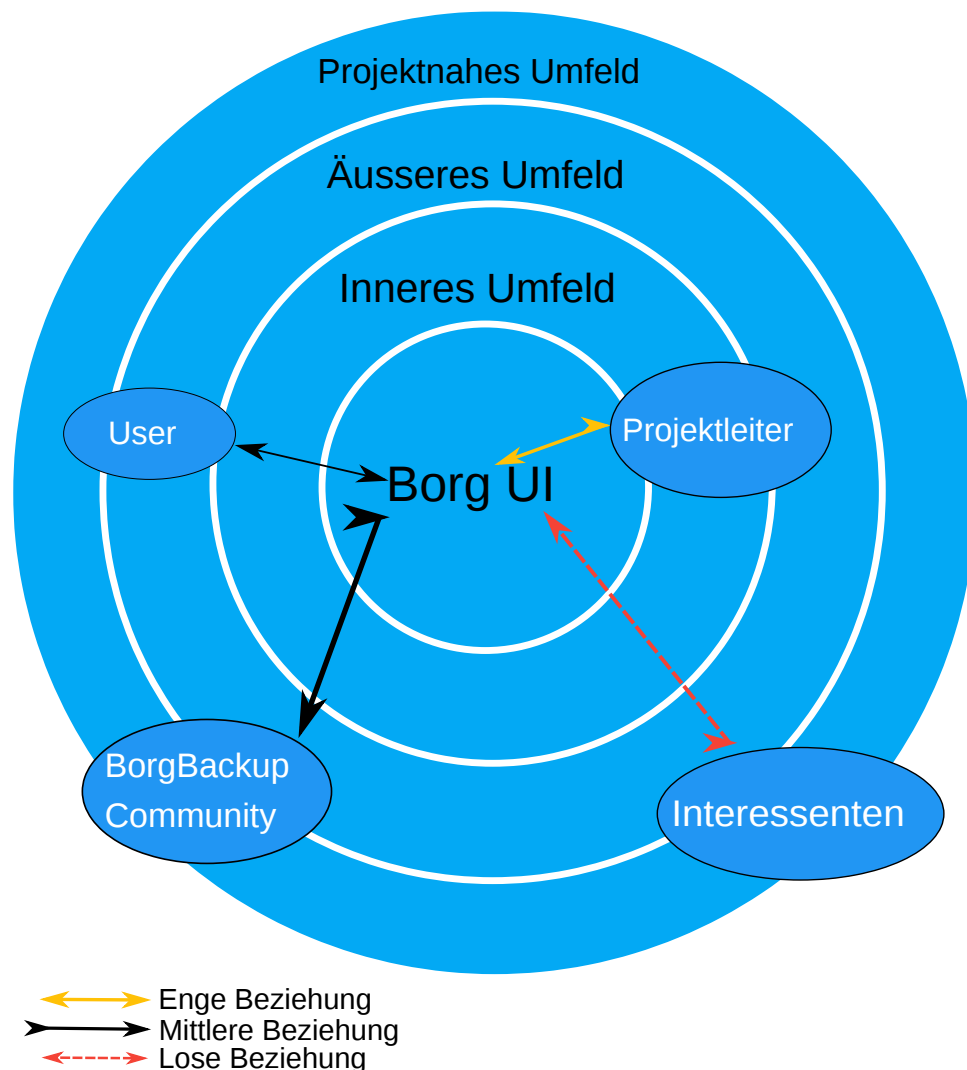 Projektnahes Umfeld
Äusseres Umfeld
Inneres Umfeld
User
Projektleiter
Borg UI
BorgBackup
Community
Interessenten
Enge Beziehung
Mittlere Beziehung
Lose Beziehung